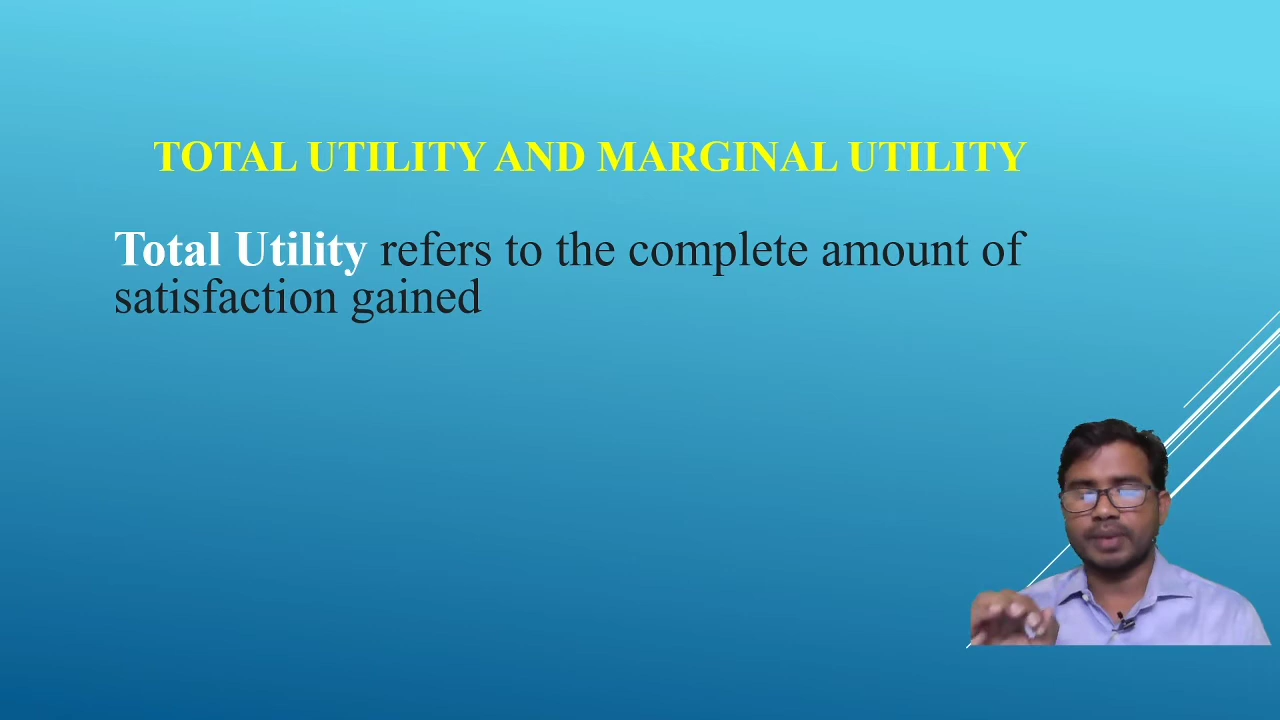 TOTAL UTILITY AND MARGINAL UTILITY
Total Utility refers to the complete amount of
satisfaction gained